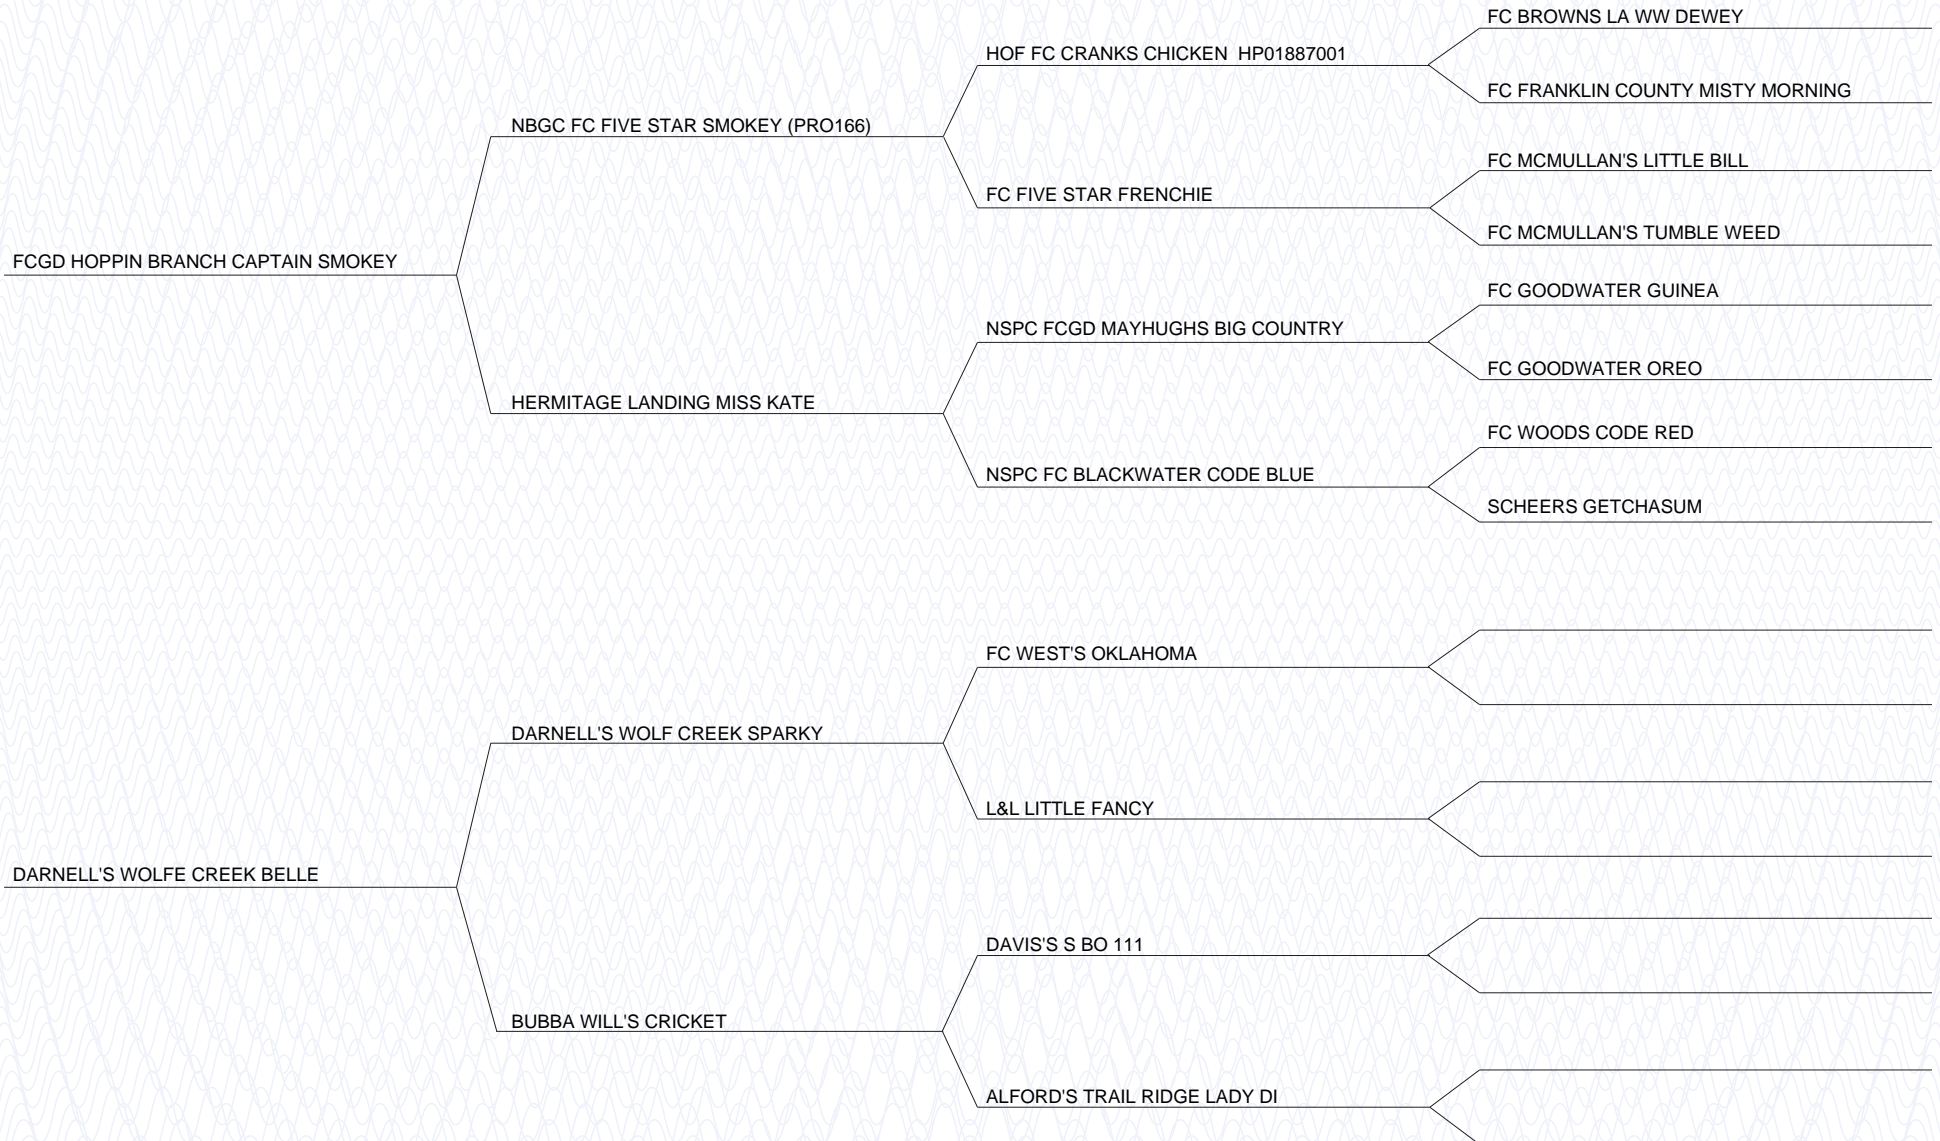 FC BROWNS LA WW DEWEY
HOF FC CRANKS CHICKEN  HP01887001
FC FRANKLIN COUNTY MISTY MORNING
NBGC FC FIVE STAR SMOKEY (PRO166)
FC MCMULLAN'S LITTLE BILL
FC FIVE STAR FRENCHIE
FC MCMULLAN'S TUMBLE WEED
FCGD HOPPIN BRANCH CAPTAIN SMOKEY
FC GOODWATER GUINEA
NSPC FCGD MAYHUGHS BIG COUNTRY
FC GOODWATER OREO
HERMITAGE LANDING MISS KATE
FC WOODS CODE RED
NSPC FC BLACKWATER CODE BLUE
SCHEERS GETCHASUM
FC WEST'S OKLAHOMA
DARNELL'S WOLF CREEK SPARKY
L&L LITTLE FANCY
DARNELL'S WOLFE CREEK BELLE
DAVIS'S S BO 111
BUBBA WILL'S CRICKET
ALFORD'S TRAIL RIDGE LADY DI